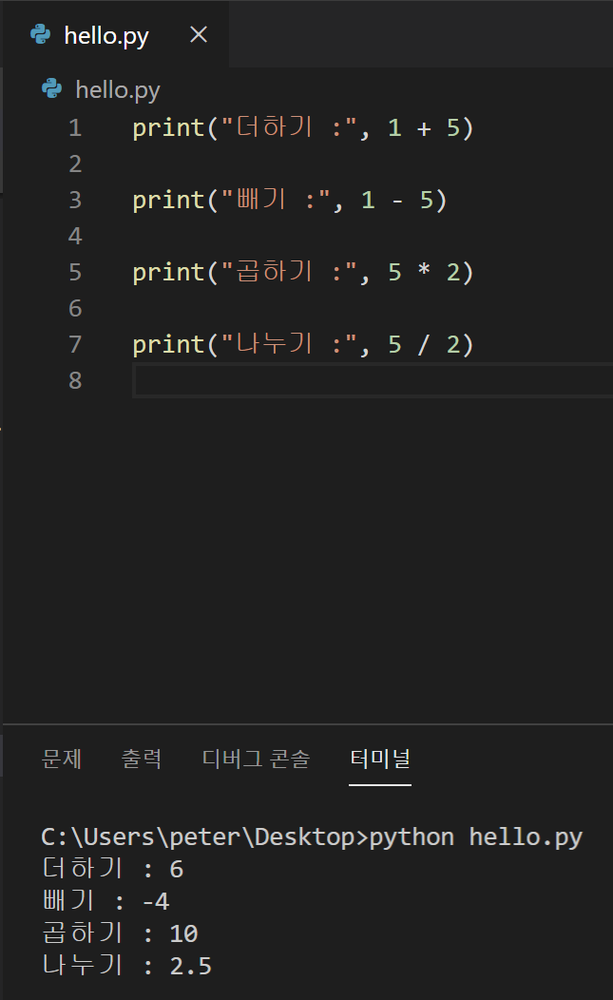 hello.py
hello.py
1 print("더하기 :", 1 + 5)
2
3 print("빼기 :", 1 - 5)
4
5 print("곱하기 :", 5 * 2)
6
7 print("나누기 :", 5 / 2)
8
문제 출력 디버그 콘솔 터미널
C:\Users\peter\Desktop>python hello.py
더하기 : 6
빼기 : -4
곱하기 : 10
나누기 : 2.5